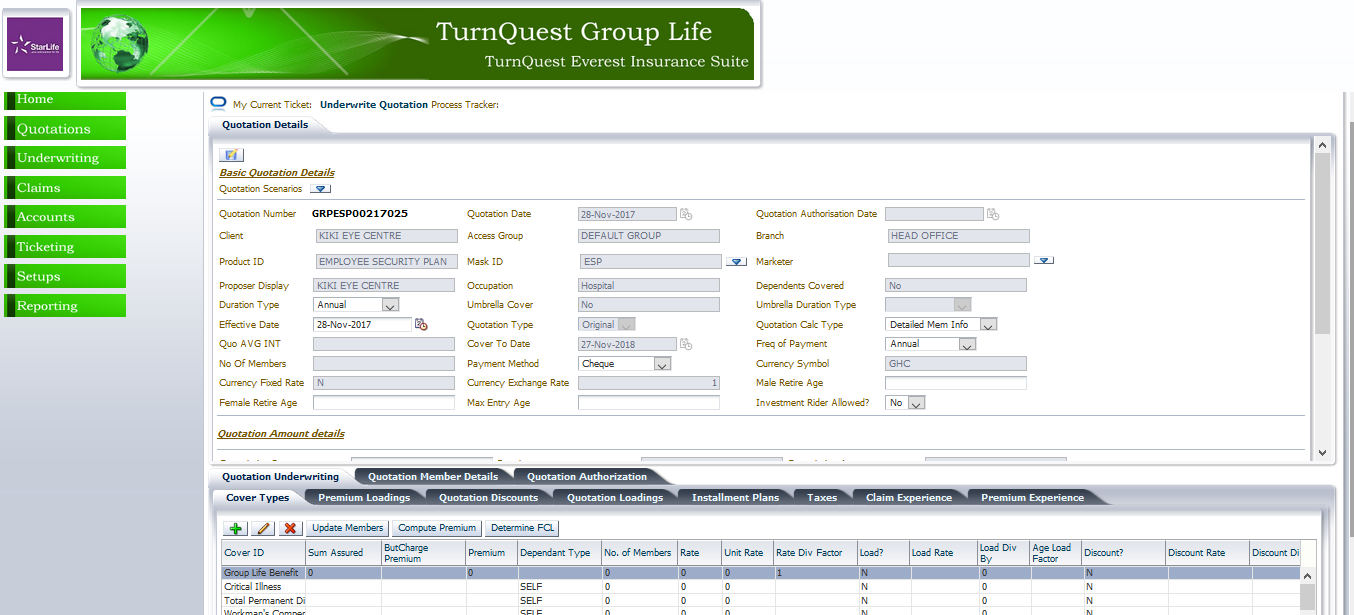 StarLife
TurnQuest Group Life
TurnQuest Everest Insurance Suite
Home
Quotations
Underwriting
Claims
Accounts
Ticketing
Setups
Reporting
My Current Ticket: Underwrite Quotation Process Tracker:
Quotation Details
Basic Quotation Details
Quotation Scenarios
Quotation Number GRPESP00217025 Quotation Date 28-Nov-2017 Quotation Authorisation Date
Client KIKI EYE CENTRE Access Group DEFAULT GROUP Branch HEAD OFFICE
Product ID EMPLOYEE SECURITY PLAN Mask ID ESP Marketer
Proposer Display KIKI EYE CENTRE Occupation Hospital Dependents Covered No
Duration Type Annual Umbrella Cover No Umbrella Duration Type
Effective Date 28-Nov-2017 Quotation Type Original Quotation Calc Type Detailed Mem Info
Quo AVG INT Cover To Date 27-Nov-2018 Freq of Payment Annual
No Of Members Payment Method Cheque Currency Symbol GHC
Currency Fixed Rate N Currency Exchange Rate 1 Male Retire Age
Female Retire Age Max Entry Age Investment Rider Allowed? No
Quotation Amount details
Quotation Underwriting Quotation Member Details Quotation Authorization
Cover Types Premium Loadings Quotation Discounts Quotation Loadings Installment Plans Taxes Claim Experience Premium Experience
Update Members Compute Premium Determine FCL
Cover ID Sum Assured ButCharge Premium Premium Dependant Type No. of Members Rate Unit Rate Rate Div Factor Load? Load Rate Load Div By Age Load Factor Discount? Discount Rate Discount Di
Group Life Benefit 0 0 0 0 0 1 N 0 N
Critical Illness SELF 0 0 0 N 0 N
Total Permanent Di SELF 0 0 0 N 0 N
Workman's Compe SELF 0 0 0 N 0 N